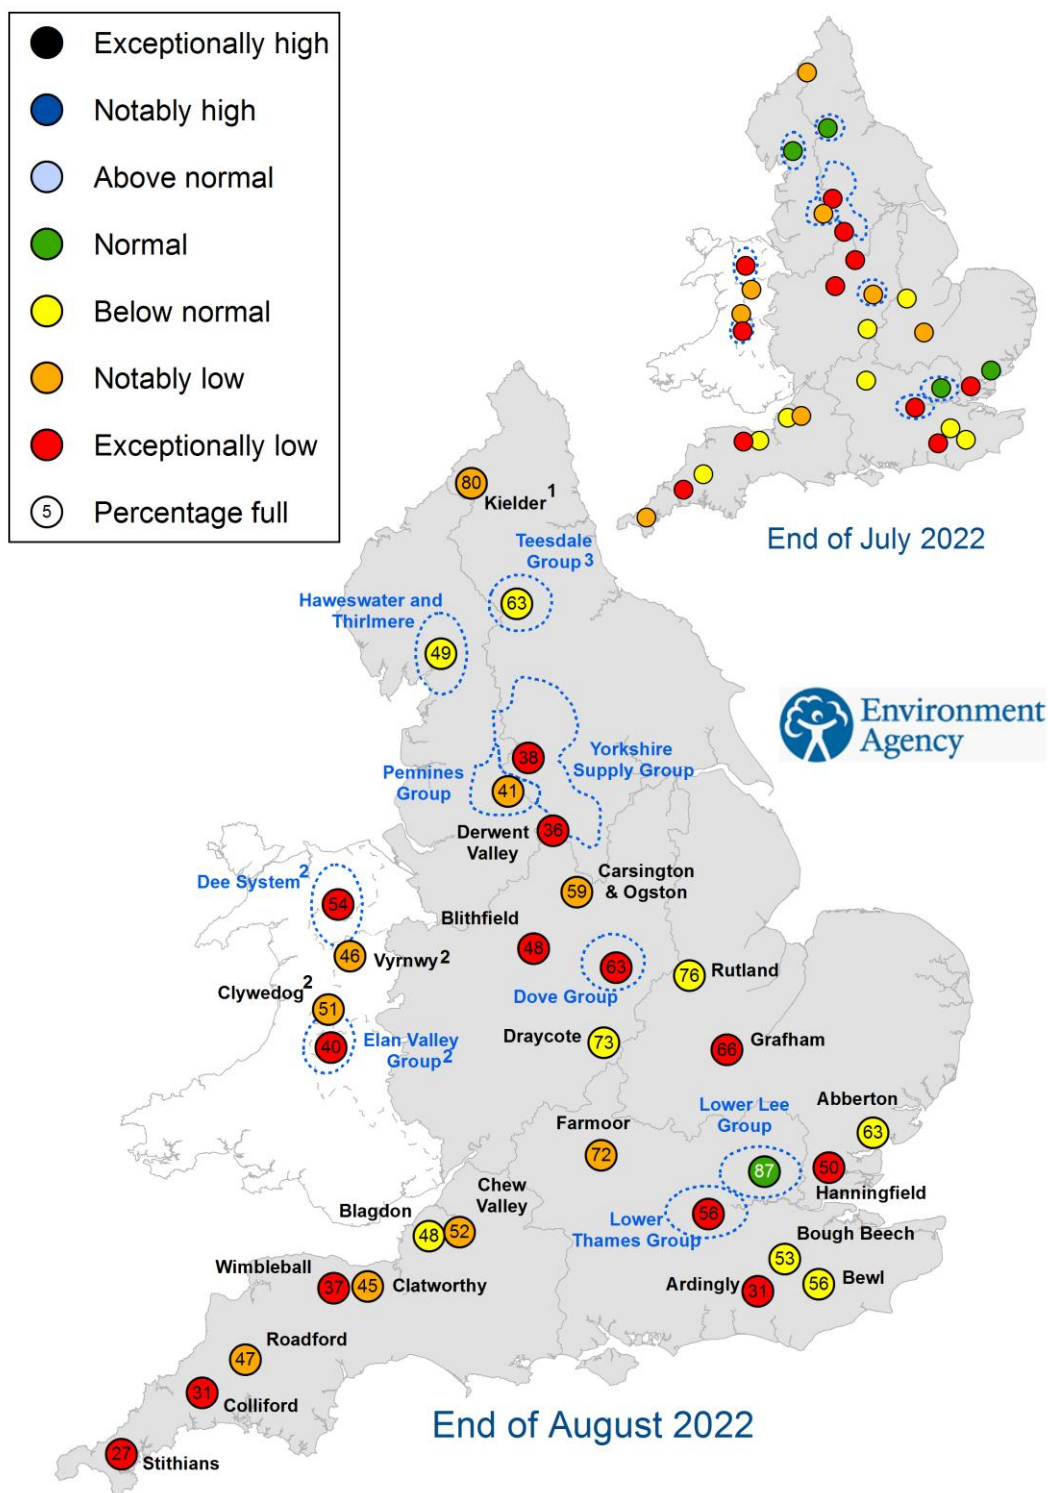 Exceptionally high
Notably high
Above normal
Normal
Below normal
Notably low
Exceptionally low
5 Percentage full
End of July 2022
80
Kielder1
Teesdale
Group3
63
Haweswater and
Thirlmere
49
Environment
Agency
38
Yorkshire
Supply Group
Pennines
Group
41
Derwent
Valley
36
Carsington
& Ogston
59
Dee System2
54
Blithfield
48
46
Vyrnwy2
63
Dove Group
76
Rutland
Clywedog2
51
40
Elan Valley
Group2
Draycote
73
66
Grafham
Lower Lee
Group
87
Abberton
63
Farmoor
72
50
Hanningfield
Chew
Valley
Blagdon
48
52
Lower
Thames Group
56
Bough Beech
53
Wimbleball
37
45
Clatworthy
Ardingly
31
56
Bewl
Roadford
47
31
Colliford
End of August 2022
27
Stithians